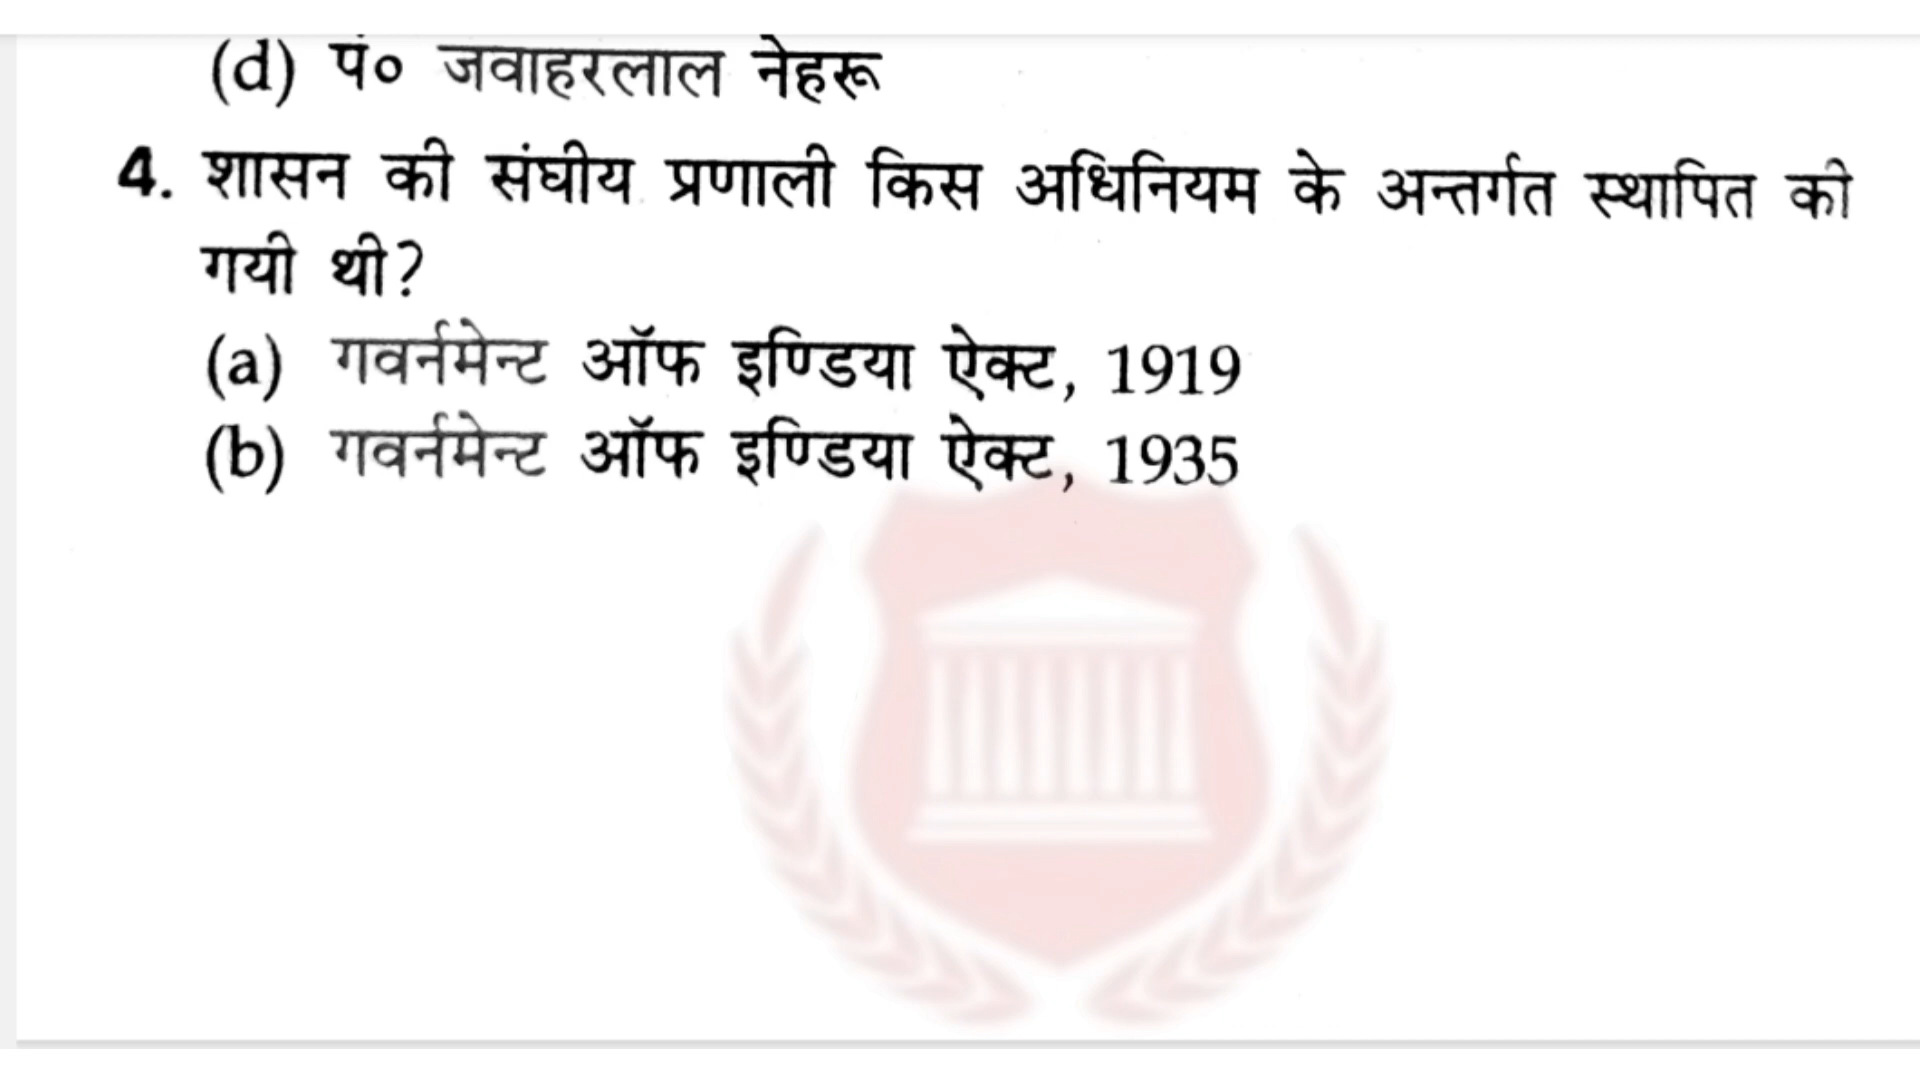 (d) पं० जवाहरलाल नेहरू
4. शासन की संघीय प्रणाली किस अधिनियम के अन्तर्गत स्थापित की
गयी थी?
(a) गवर्नमेन्ट ऑफ इण्डिया ऐक्ट, 1919
(b) गवर्नमेन्ट ऑफ इण्डिया ऐक्ट, 1935